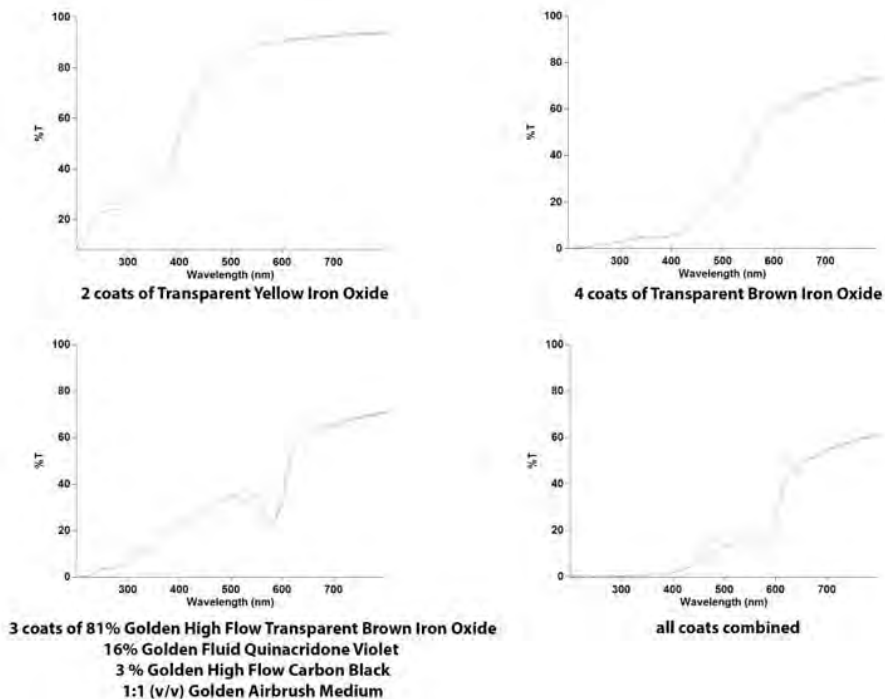 100
80
60
40
20
%T
300 400 500 600 700
Wavelength (nm)
2 coats of Transparent Yellow Iron Oxide
100
80
60
40
20
0
%T
300 400 500 600 700
Wavelength (nm)
4 coats of Transparent Brown Iron Oxide
100
80
60
40
20
0
%T
300 400 500 600 700
Wavelength (nm)
3 coats of 81% Golden High Flow Transparent Brown Iron Oxide
16% Golden Fluid Quinacridone Violet
3 % Golden High Flow Carbon Black
1:1 (v/v) Golden Airbrush Medium
100
80
60
40
20
0
%T
300 400 500 600 700
Wavelength (nm)
all coats combined